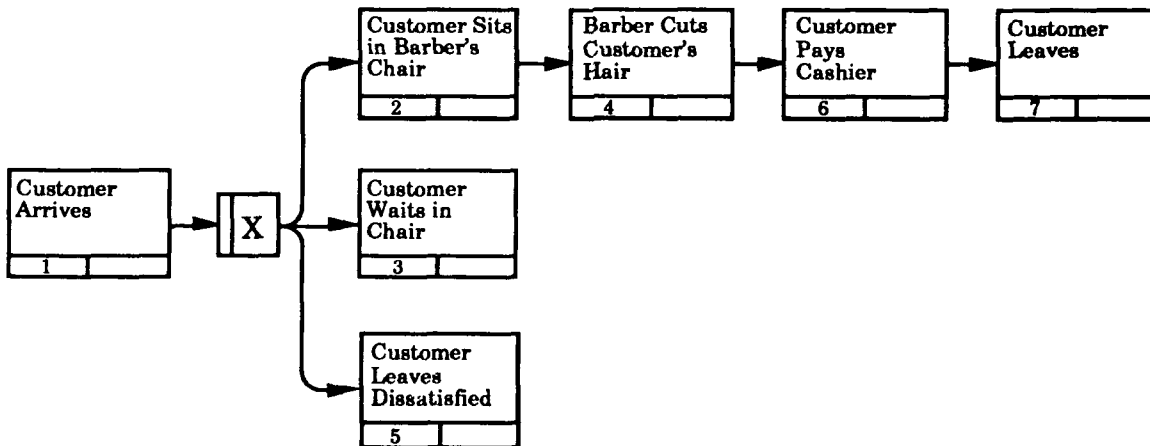 Customer Sits
in Barber's
Chair
2
Barber Cuts
Customer's
Hair
4
Customer
Pays
Cashier
6
Customer
Leaves
7
Customer
Arrives
1
X
Customer
Waits in
Chair
3
Customer
Leaves
Dissatisfied
5